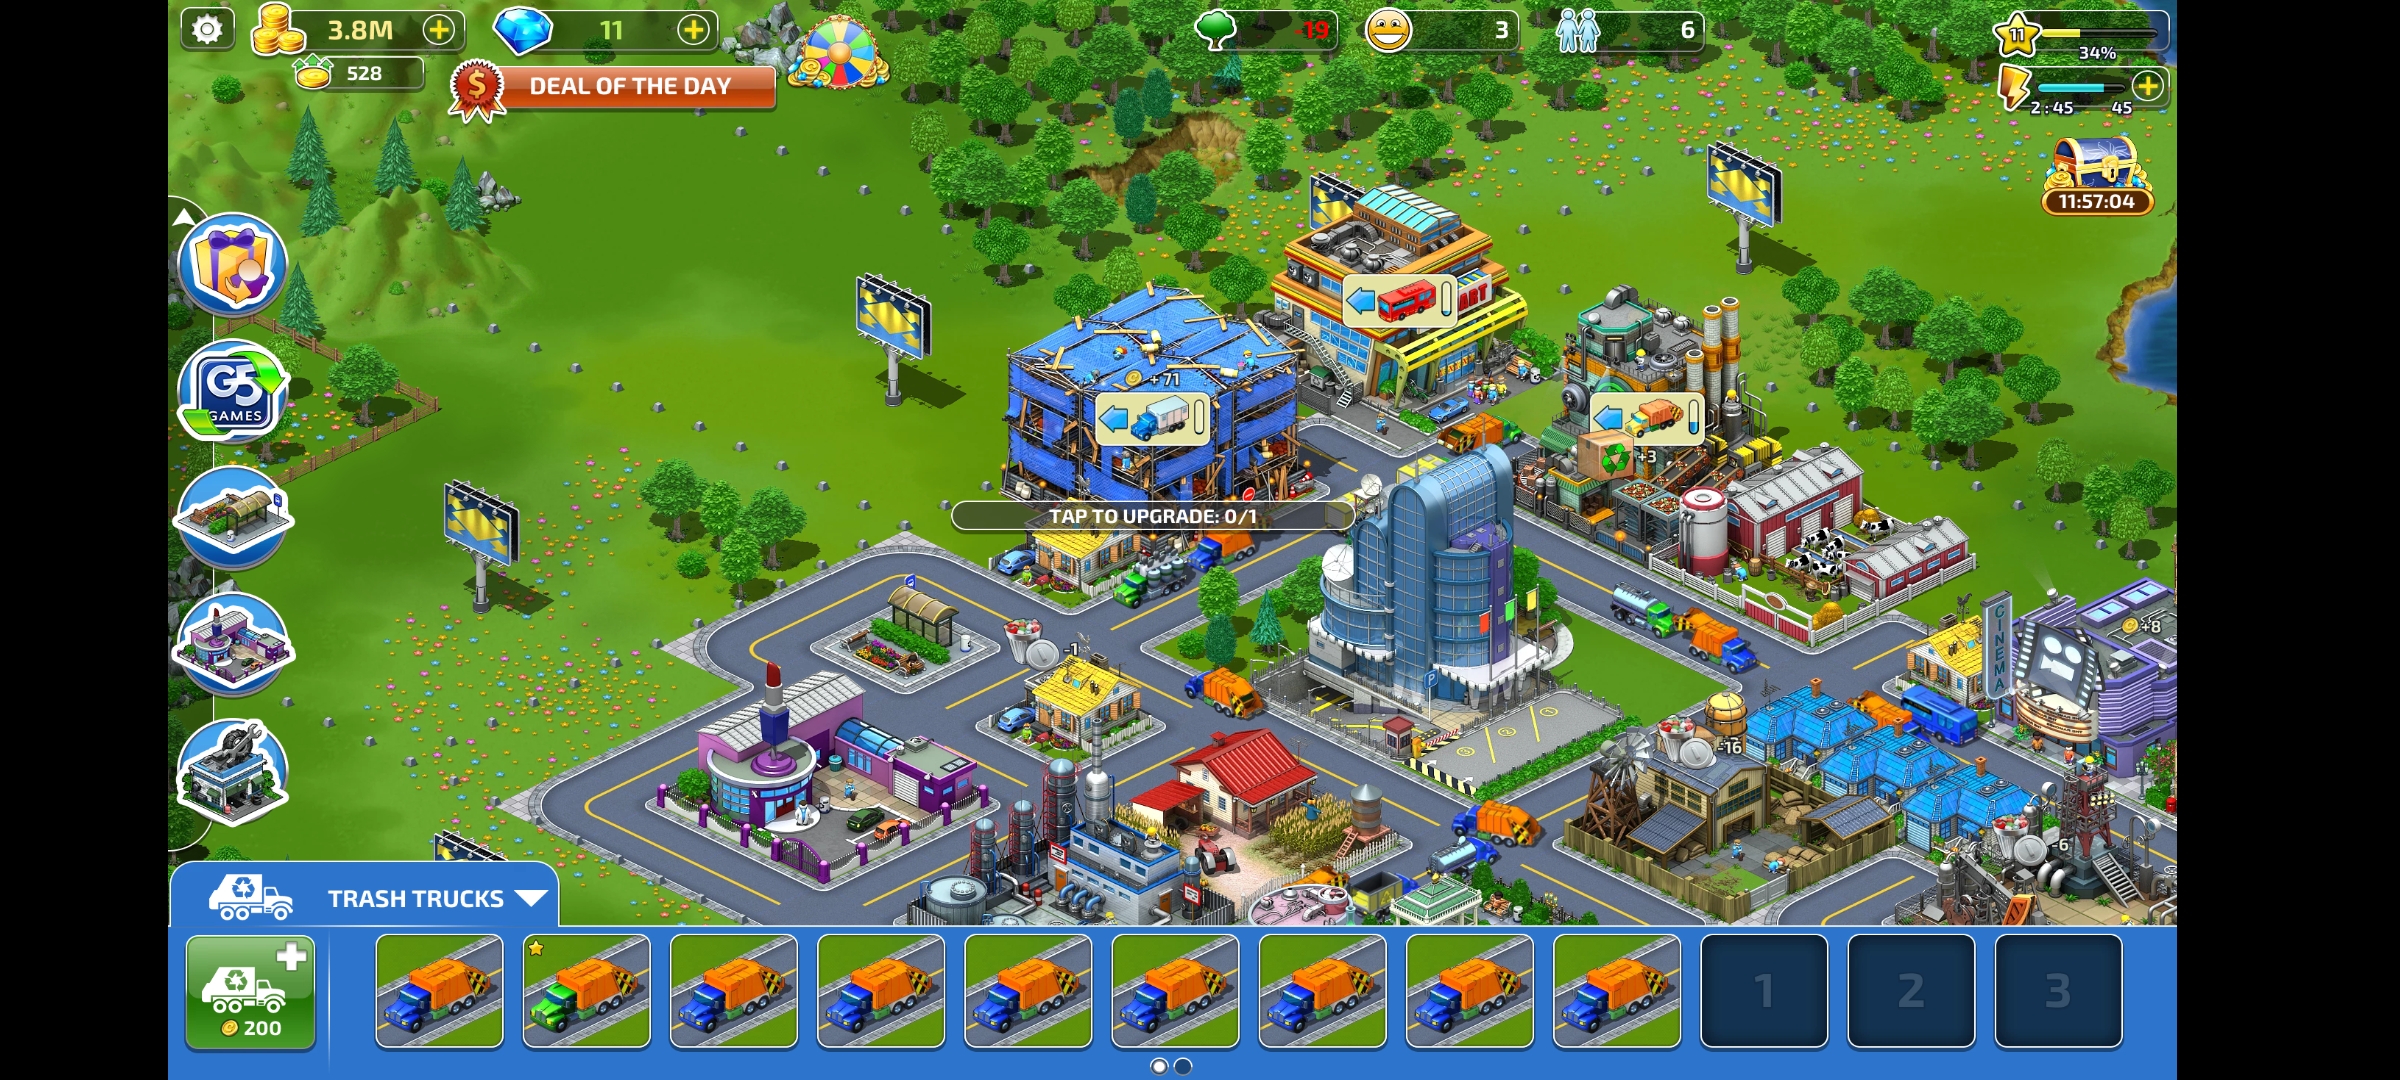 3.8M
11
-19
3
6
11
34%
528
DEAL OF THE DAY
2:45
45
11:57:04
G5
GAMES
ART
+71
+3
TAP TO UPGRADE: 0/1
CINEMA
+8
-1
P
-16
-6
TRASH TRUCKS
200
1
2
3